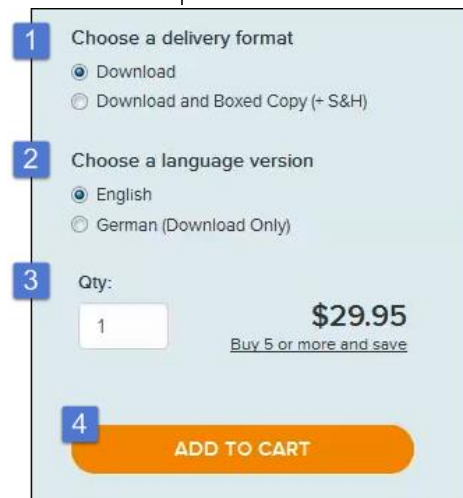 1 Choose a delivery format
Download
Download and Boxed Copy (+ S&H)
2 Choose a language version
English
German (Download Only)
3 Qty:
1 $29.95
Buy 5 or more and save
4
ADD TO CART